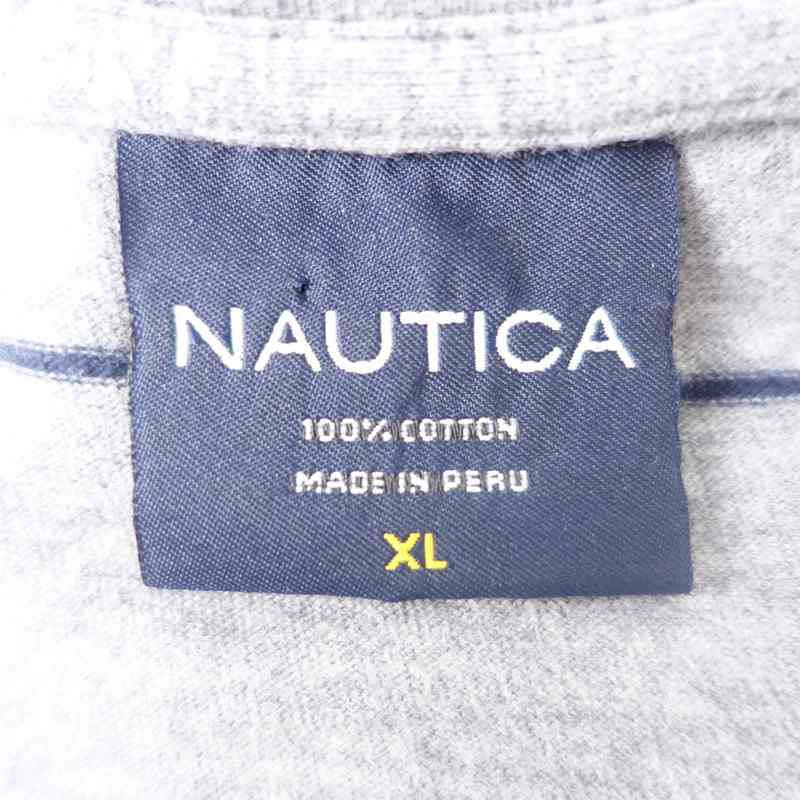 NAUTICA
100% COTTON
MADE IN PERU
XL